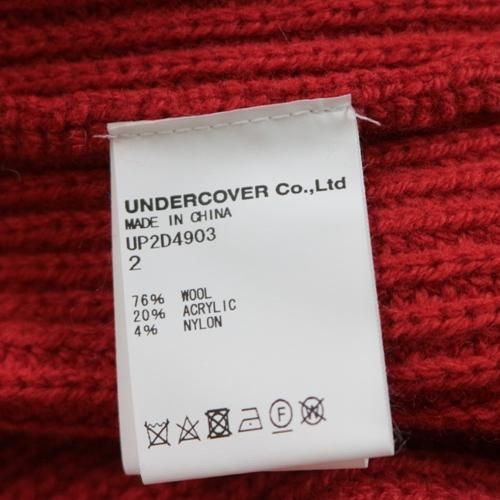 UNDERCOVER Co.,Ltd
MADE IN CHINA
UP2D4903
2
76% WOOL
20% ACRYLIC
4% NYLON
F W